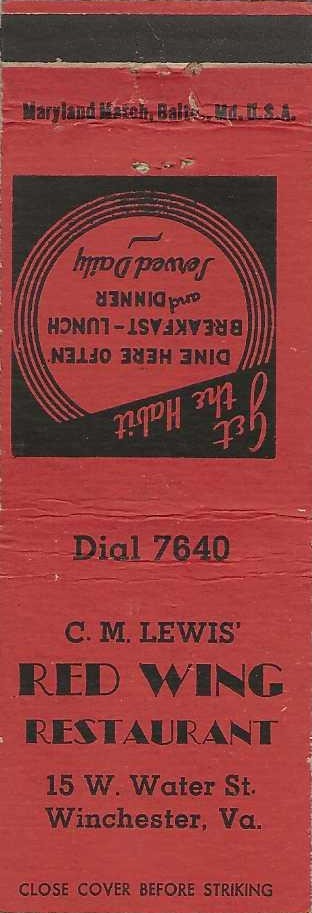 Maryland Match, Balto., Md. U.S.A.
Get the Habit
DINE HERE OFTEN
BREAKFAST - LUNCH
and DINNER
Served Daily
Dial 7640
C. M. LEWIS'
RED WING
RESTAURANT
15 W. Water St.
Winchester, Va.
CLOSE COVER BEFORE STRIKING